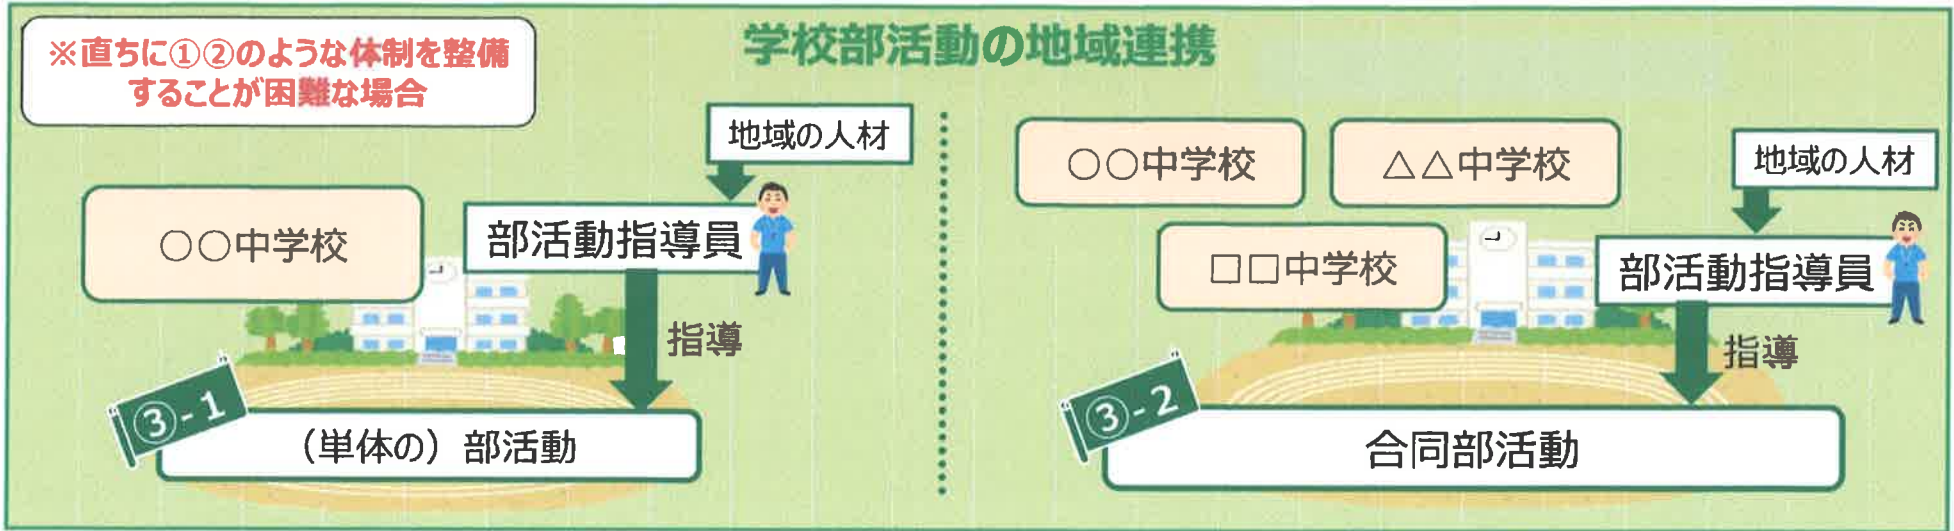 学校部活動の地域連携
※直ちに①②のような体制を整備
することが困難な場合
地域の人材
○○中学校
部活動指導員
指導
③-1
（単体の）部活動
○○中学校
△△中学校
地域の人材
□□中学校
部活動指導員
指導
③-2
合同部活動